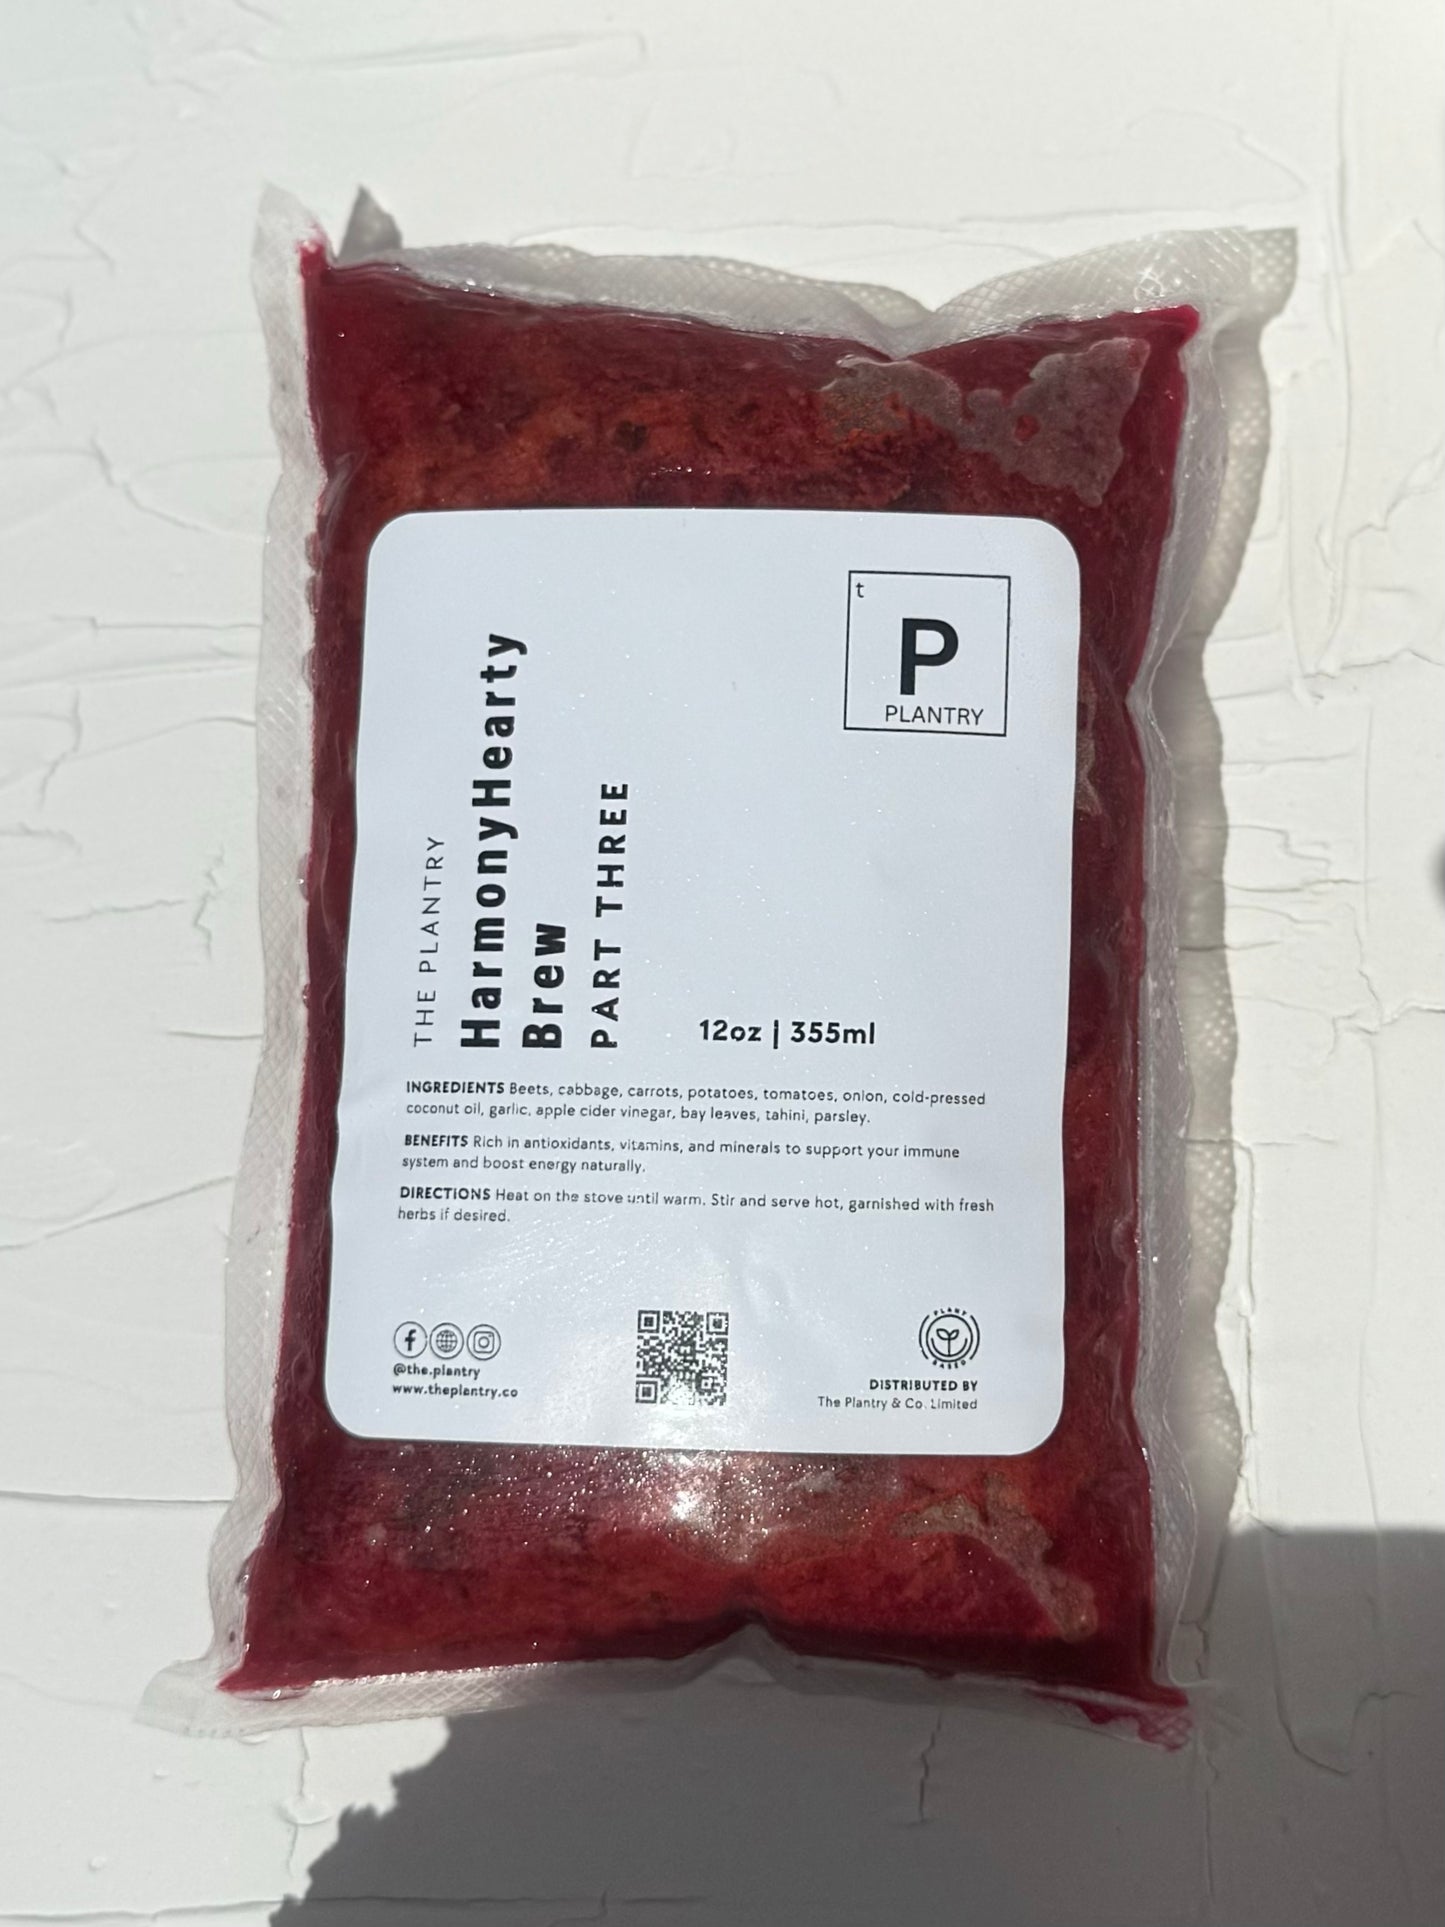 t
P
PLANTRY
THE PLANTRY
HarmonyHearty
Brew
PART THREE
12oz | 355ml
INGREDIENTS Beets, cabbage, carrots, potatoes, tomatoes, onion, cold-pressed
coconut oil, garlic, apple cider vinegar, bay leaves, tahini, parsley.
BENEFITS Rich in antioxidants, vitamins, and minerals to support your immune
system and boost energy naturally.
DIRECTIONS Heat on the stove until warm. Stir and serve hot, garnished with fresh
herbs if desired.
@the.plantry
www.theplantry.co
PLANT
BASED
DISTRIBUTED BY
The Plantry & Co. Limited